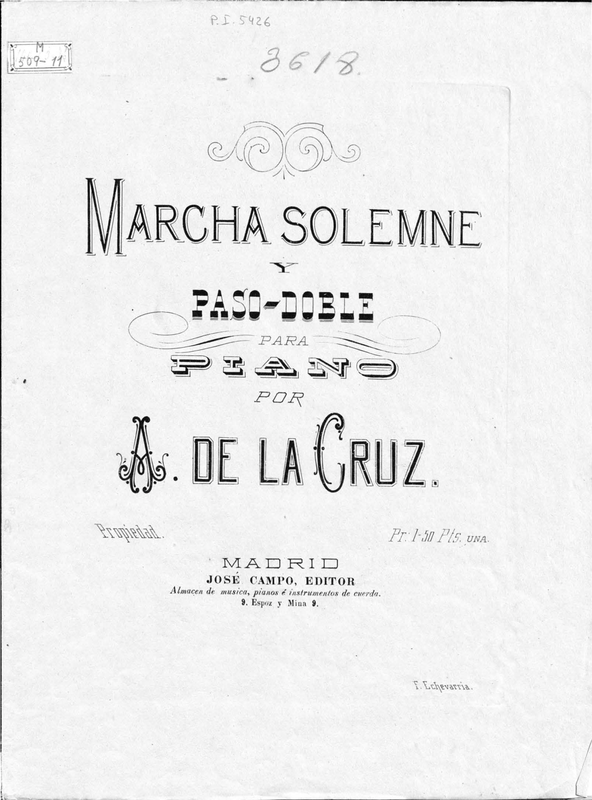 P.I. 5426
M
509-11
3618.
MARCHA SOLEMNE
Y
PASO-DOBLE
PARA
PIANO
POR
A. DE LA CRUZ.
Propiedad. Pr. 1-50 Pts. UNA.
MADRID
JOSÉ CAMPO, EDITOR
Almacen de musica, pianos é instrumentos de cuerda.
9. Espoz y Mina 9.
F. Echevarria.